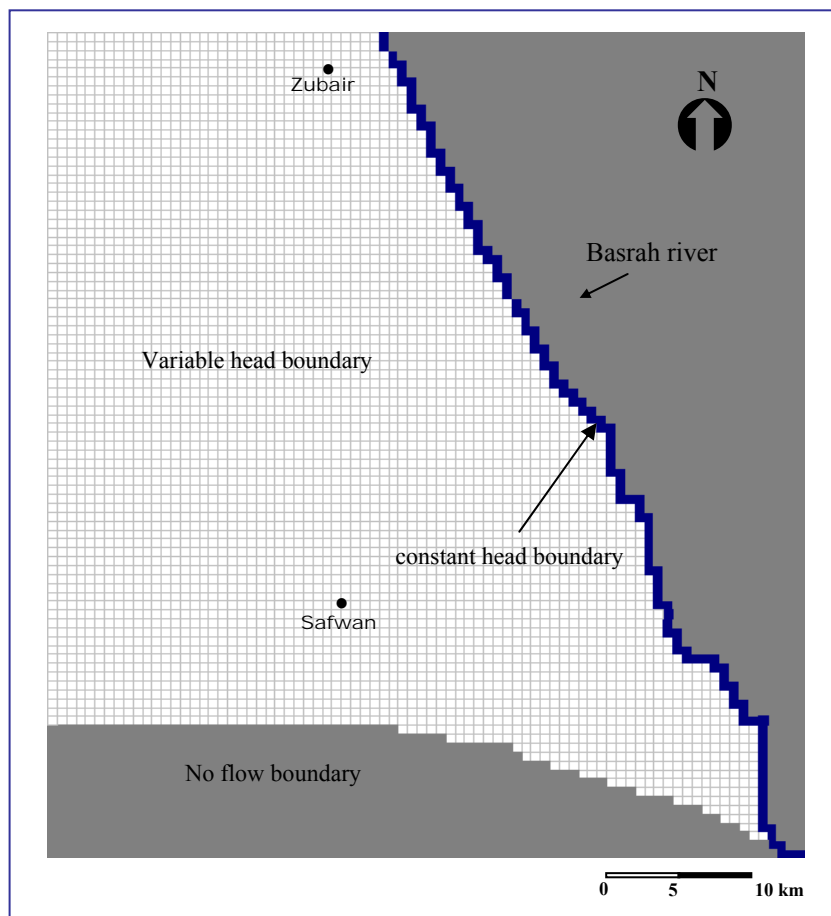 Zubair
N
Basrah river
Variable head boundary
constant head boundary
Safwan
No flow boundary
0 5 10 km